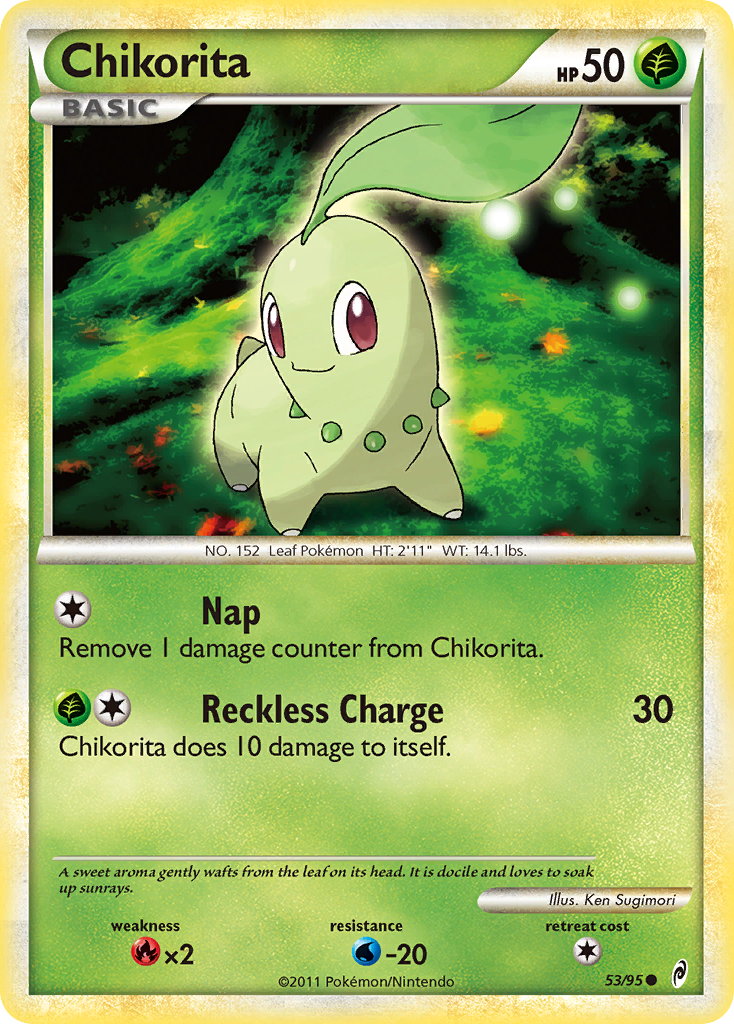 Chikorita
HP 50
BASIC
NO. 152 Leaf Pokémon HT: 2'11" WT: 14.1 lbs.
Nap
Remove 1 damage counter from Chikorita.
Reckless Charge 30
Chikorita does 10 damage to itself.
A sweet aroma gently wafts from the leaf on its head. It is docile and loves to soak
up sunrays.
Illus. Ken Sugimori
weakness resistance retreat cost
×2 -20
©2011 Pokémon/Nintendo 53/95